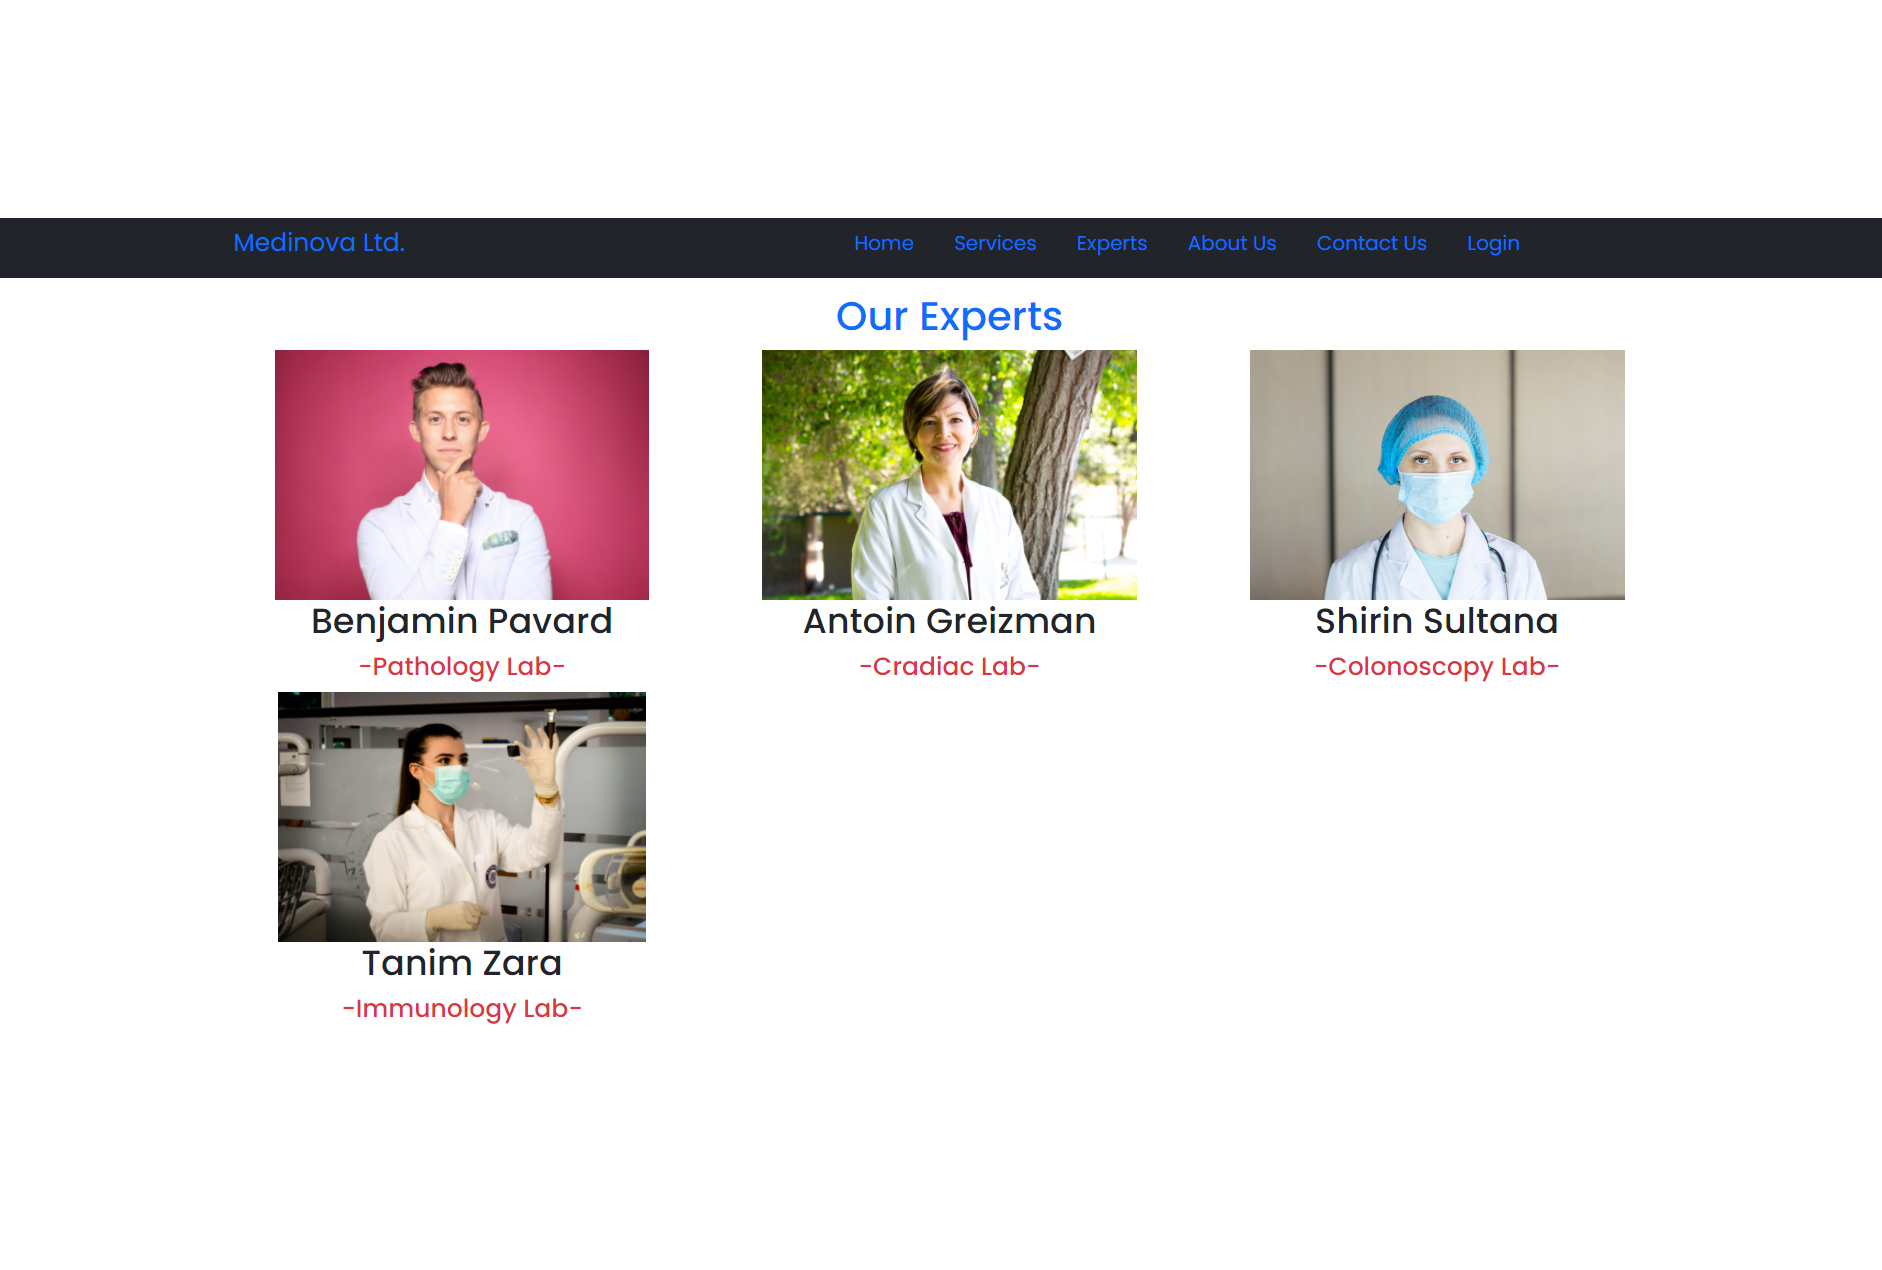 Medinova Ltd.
Home Services Experts About Us Contact Us Login
Our Experts
Benjamin Pavard
-Pathology Lab-
Antoin Greizman
-Cradiac Lab-
Shirin Sultana
-Colonoscopy Lab-
Tanim Zara
-Immunology Lab-